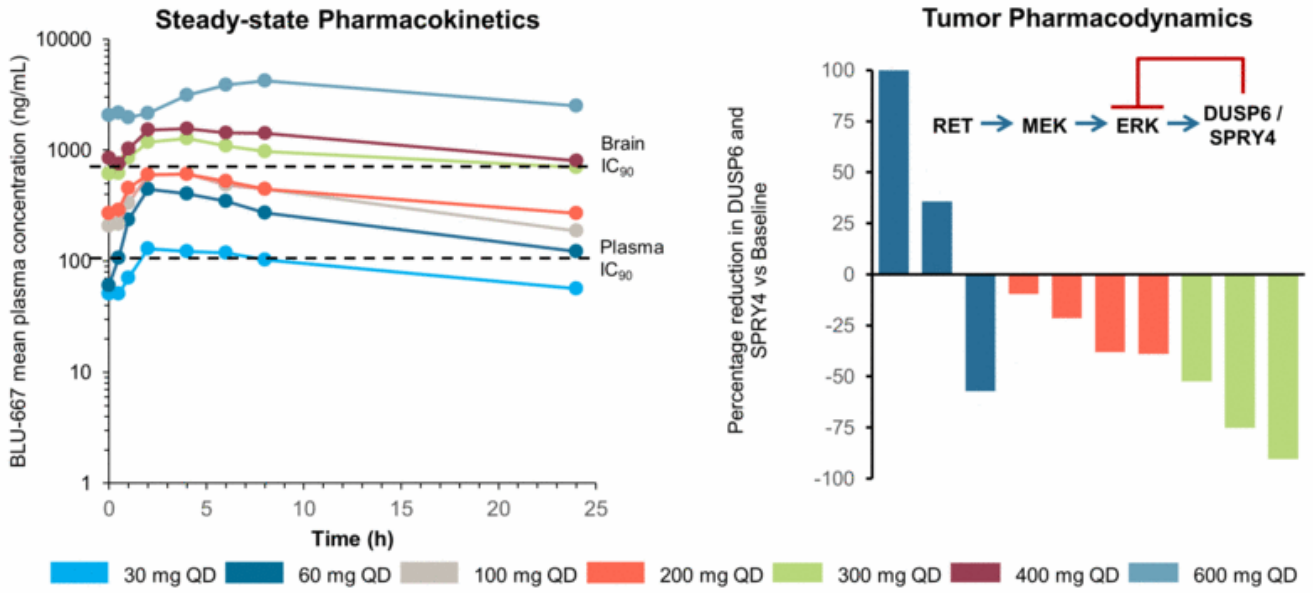 Steady-state Pharmacokinetics
BLU-667 mean plasma concentration (ng/mL)
10000
1000
100
10
1
Brain
IC90
Plasma
IC90
0
5
10
15
20
25
Time (h)
Tumor Pharmacodynamics
Percentage reduction in DUSP6 and
SPRY4 vs Baseline
100
75
50
25
0
-25
-50
-75
-100
RET
MEK
ERK
DUSP6 /
SPRY4
30 mg QD
60 mg QD
100 mg QD
200 mg QD
300 mg QD
400 mg QD
600 mg QD